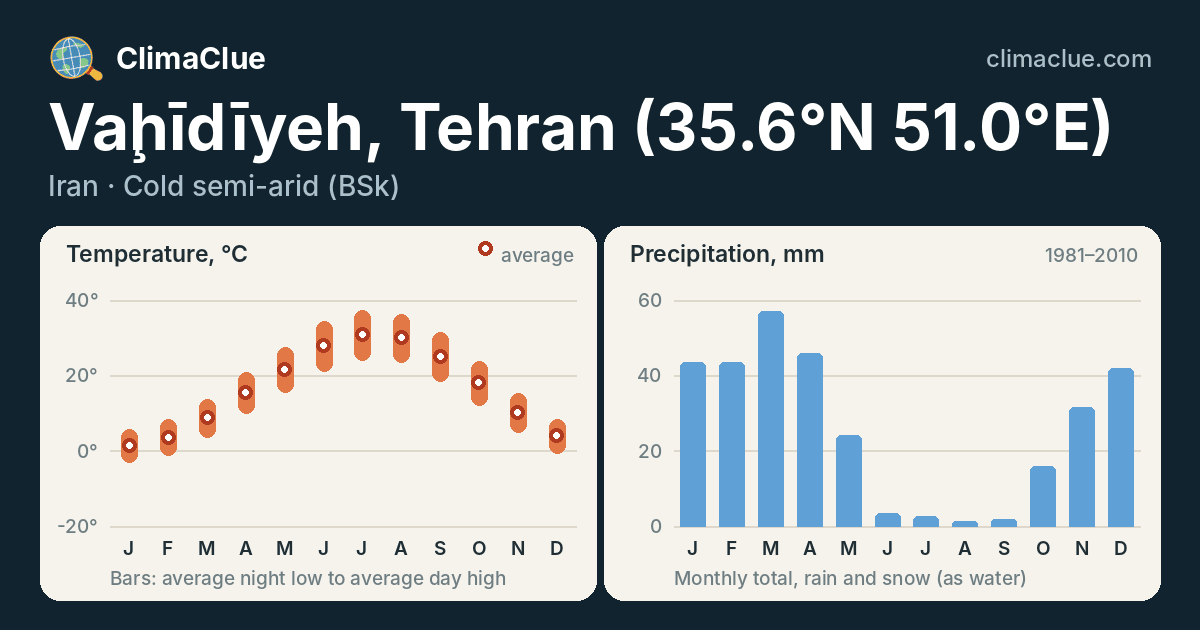 ClimaClue
climaclue.com
Vaḩīdīyeh, Tehran (35.6°N 51.0°E)
Iran · Cold semi-arid (BSk)
Temperature, °C
average
40°
20°
0°
-20°
J F M A M J J A S O N D
Bars: average night low to average day high
Precipitation, mm
1981–2010
60
40
20
0
J F M A M J J A S O N D
Monthly total, rain and snow (as water)